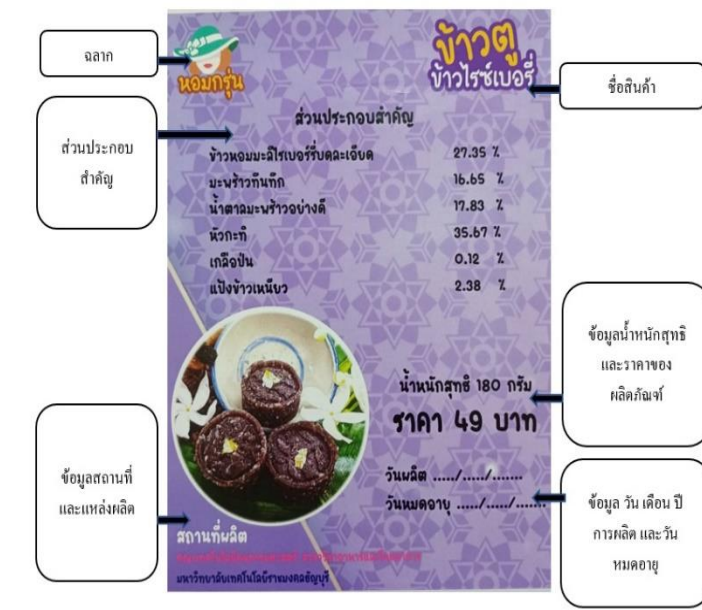 ฉลาก
หอมกรุ่น
ข้าวตู
ข้าวไรซ์เบอรี่
ชื่อสินค้า
ส่วนประกอบ
สำคัญ
ส่วนประกอบสำคัญ
ข้าวหอมมะลิไรเบอร์รี่บดละเอียด 27.35 %
มะพร้าวทึนทึก 16.65 %
น้ำตาลมะพร้าวอย่างดี 17.83 %
หัวกะทิ 35.67 %
เกลือป่น 0.12 %
แป้งข้าวเหนียว 2.38 %
ข้อมูลน้ำหนักสุทธิ
และราคาของ
ผลิตภัณฑ์
น้ำหนักสุทธิ 180 กรัม
ราคา 49 บาท
วันผลิต ...../...../.......
วันหมดอายุ ...../...../.......
ข้อมูล วัน เดือน ปี
การผลิต และวัน
หมดอายุ
ข้อมูลสถานที่
และแหล่งผลิต
สถานที่ผลิต
มหาวิทยาลัยเทคโนโลยีราชมงคลธัญบุรี